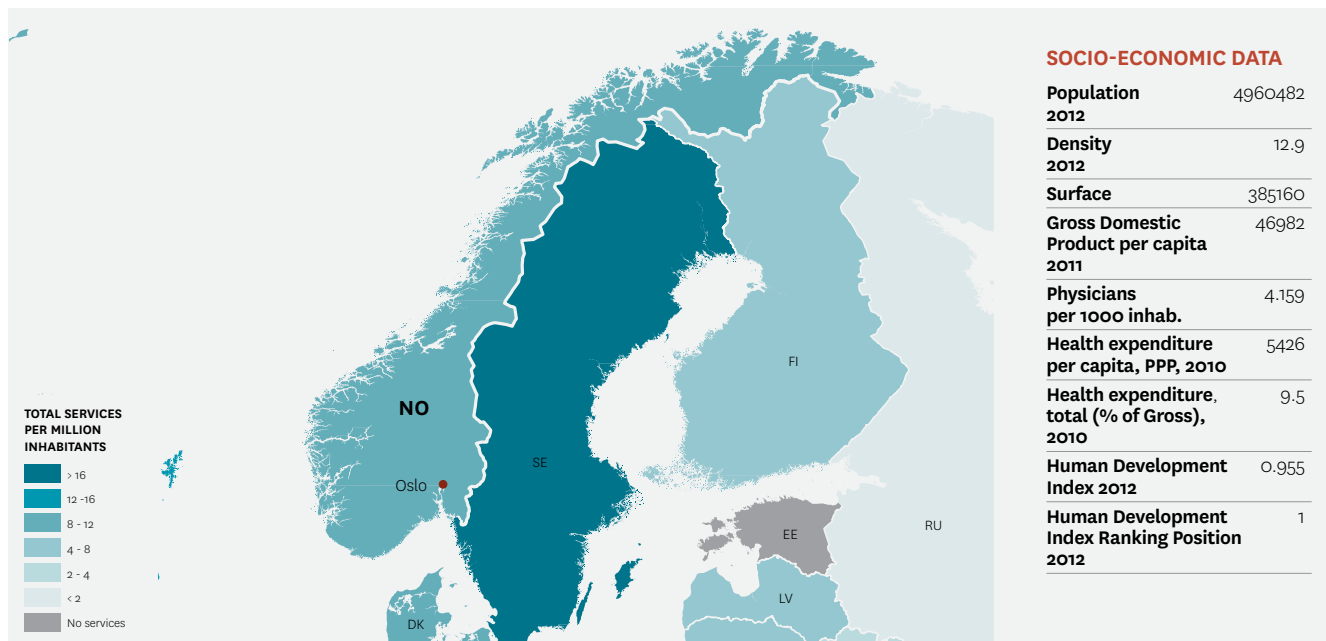 SOCIO-ECONOMIC DATA
Population 4960482
2012
Density 12.9
2012
Surface 385160
Gross Domestic 46982
Product per capita
2011
Physicians 4.159
per 1000 inhab.
Health expenditure 5426
per capita, PPP, 2010
Health expenditure, 9.5
total (% of Gross),
2010
Human Development 0.955
Index 2012
Human Development 1
Index Ranking Position
2012
NO
Oslo
SE
FI
EE
RU
LV
DK
TOTAL SERVICES
PER MILLION
INHABITANTS
> 16
12 -16
8 - 12
4 - 8
2 - 4
< 2
No services